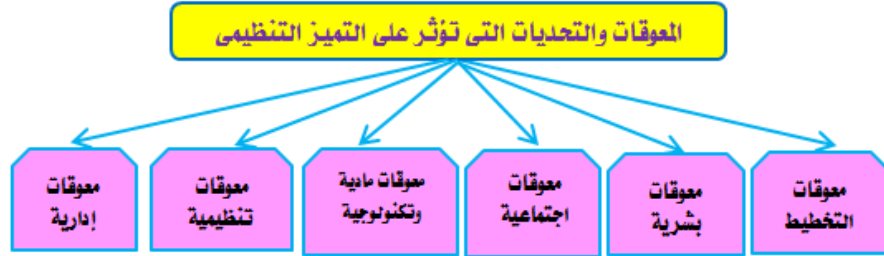 المعوقات والتحديات التى تؤثر على التميز التنظيمى
معوقات
التخطيط
معوقات
بشرية
معوقات
اجتماعية
معوقات مادية
وتكنولوجية
معوقات
تنظيمية
معوقات
إدارية